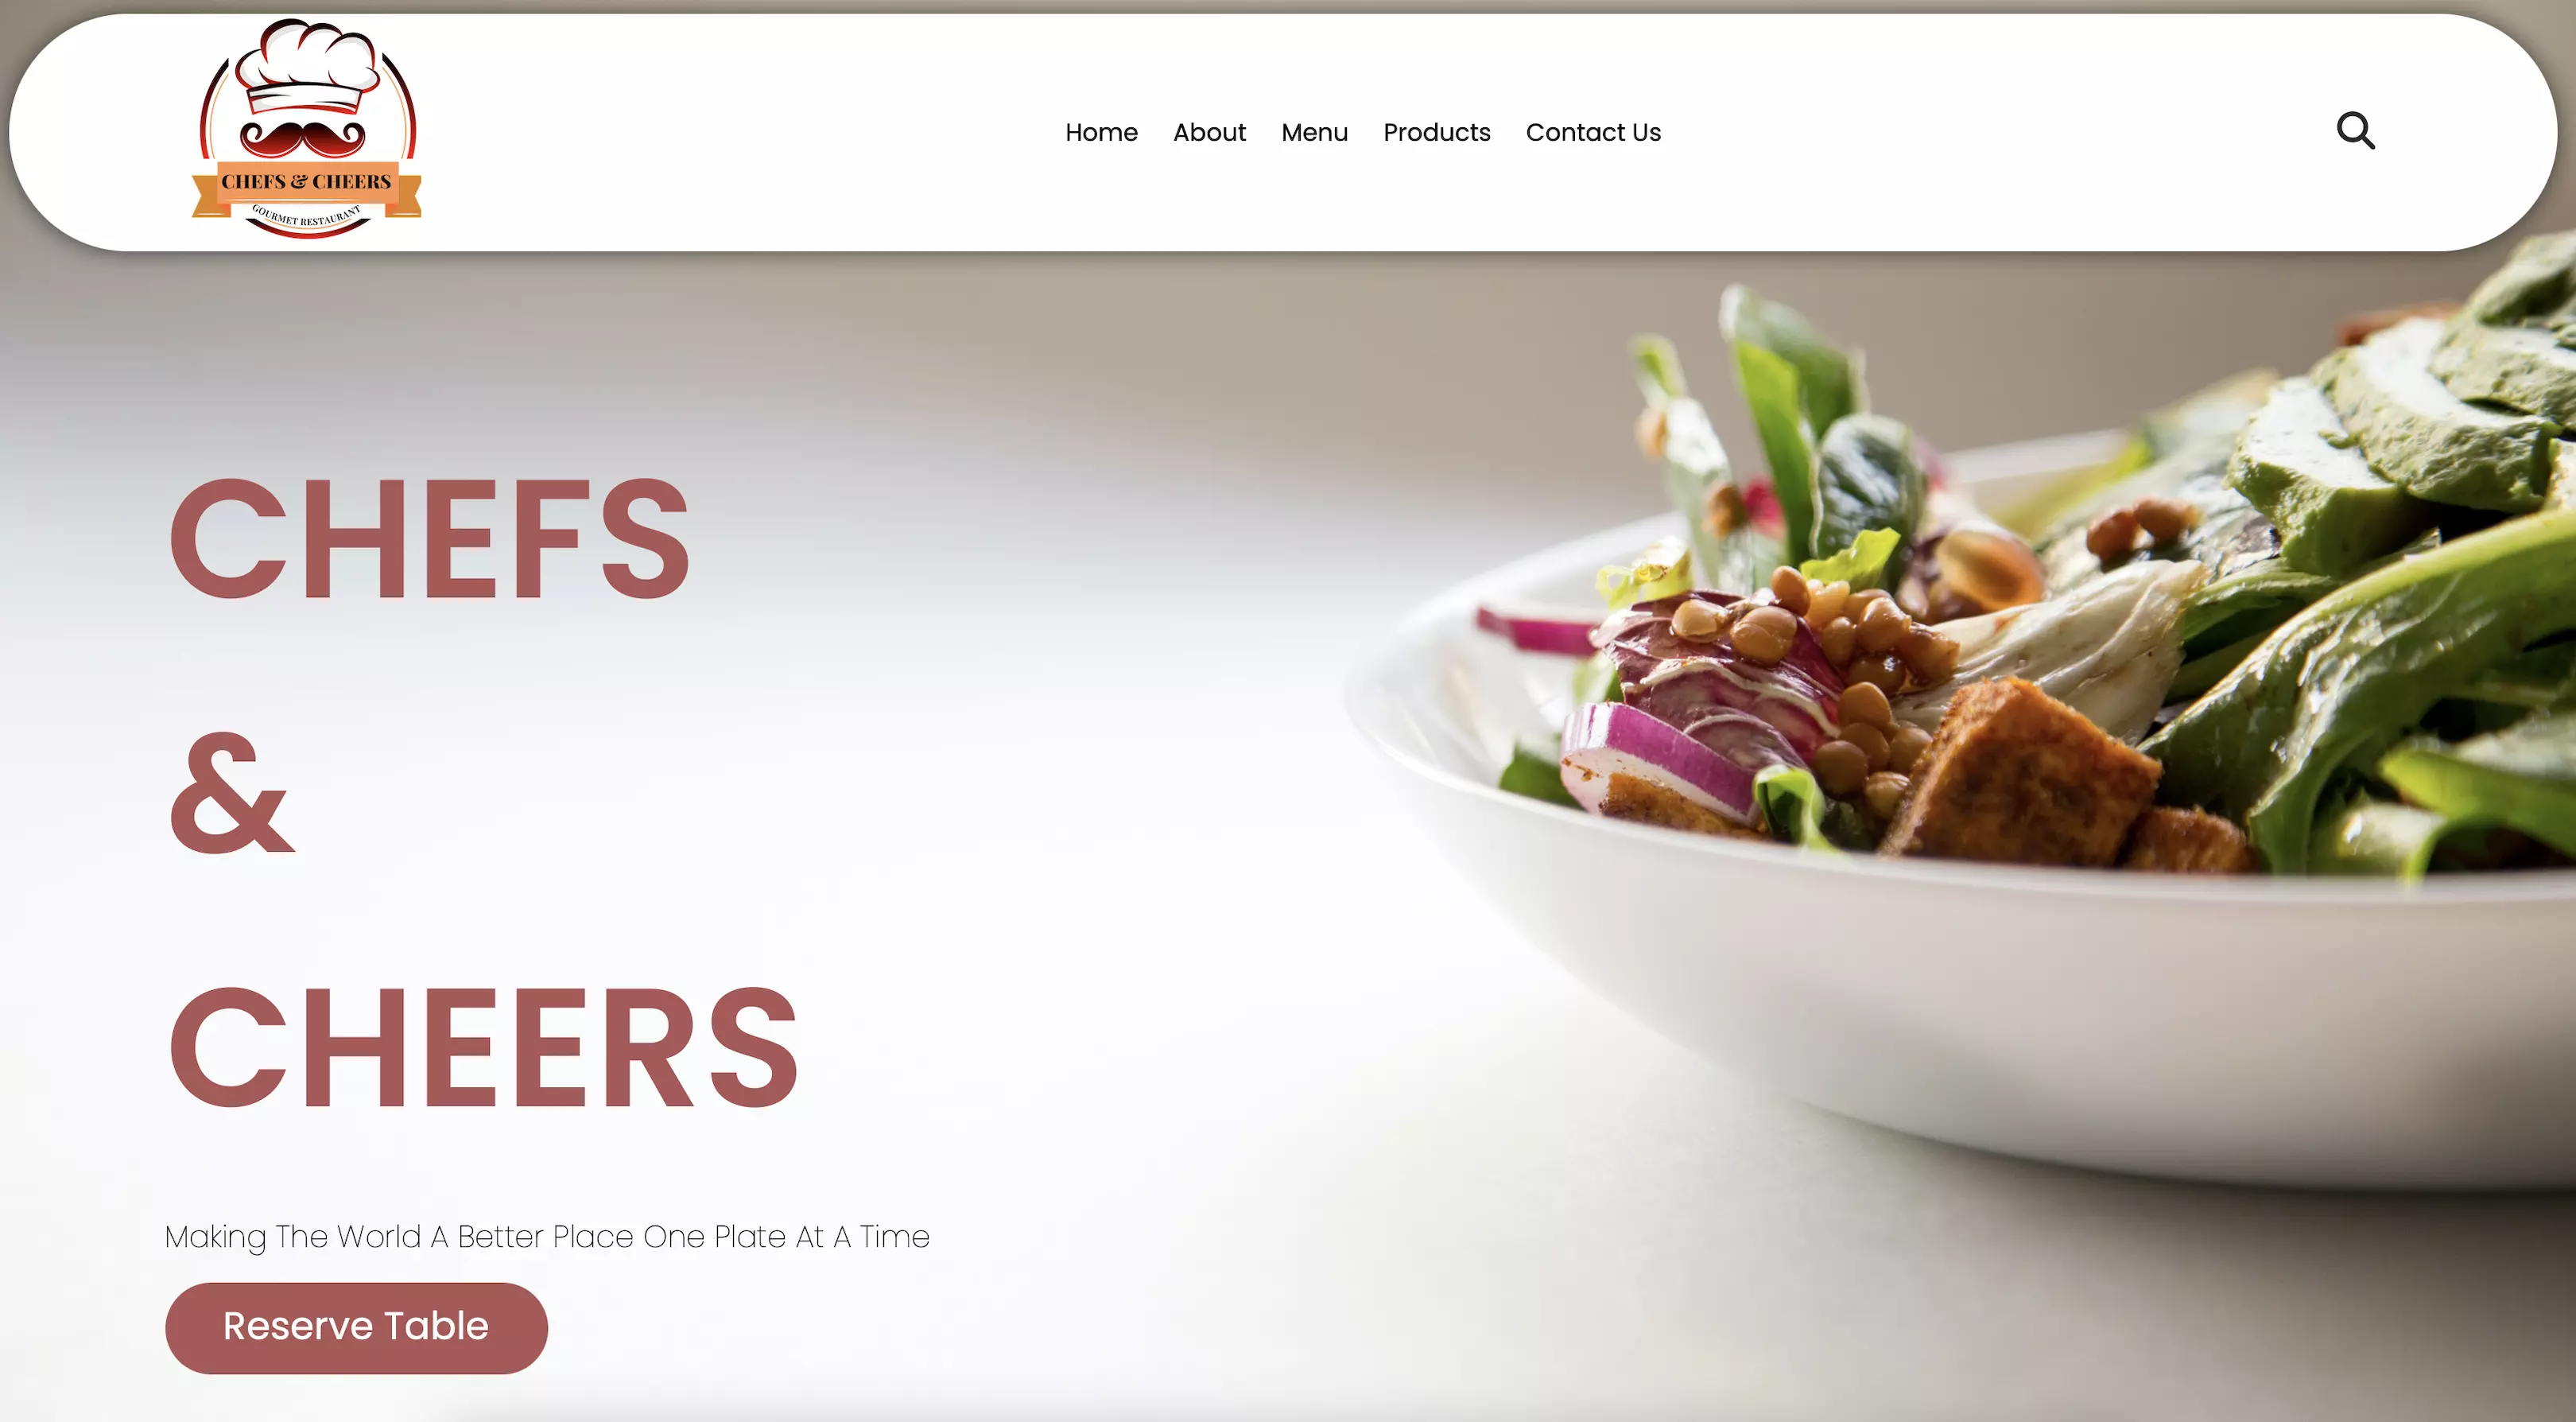 CHEFS & CHEERS
GOURMET RESTAURANT
Home About Menu Products Contact Us
CHEFS
&
CHEERS
Making The World A Better Place One Plate At A Time
Reserve Table